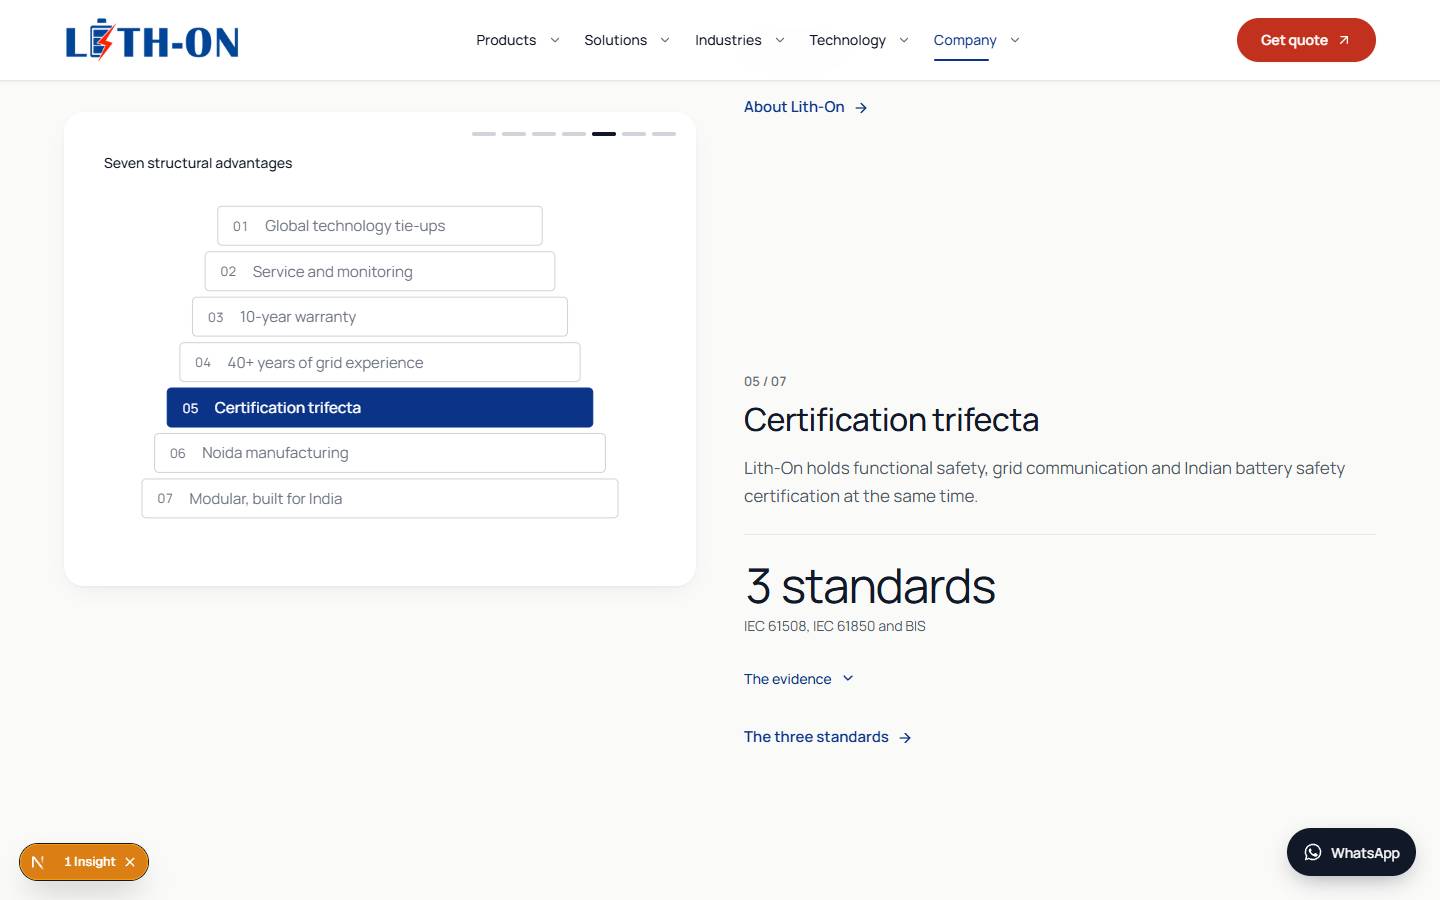 LITH-ON
Products
Solutions
Industries
Technology
Company
Get quote
About Lith-On
Seven structural advantages
01 Global technology tie-ups
02 Service and monitoring
03 10-year warranty
04 40+ years of grid experience
05 Certification trifecta
06 Noida manufacturing
07 Modular, built for India
05 / 07
Certification trifecta
Lith-On holds functional safety, grid communication and Indian battery safety
certification at the same time.
3 standards
IEC 61508, IEC 61850 and BIS
The evidence
The three standards
N 1 Insight
WhatsApp